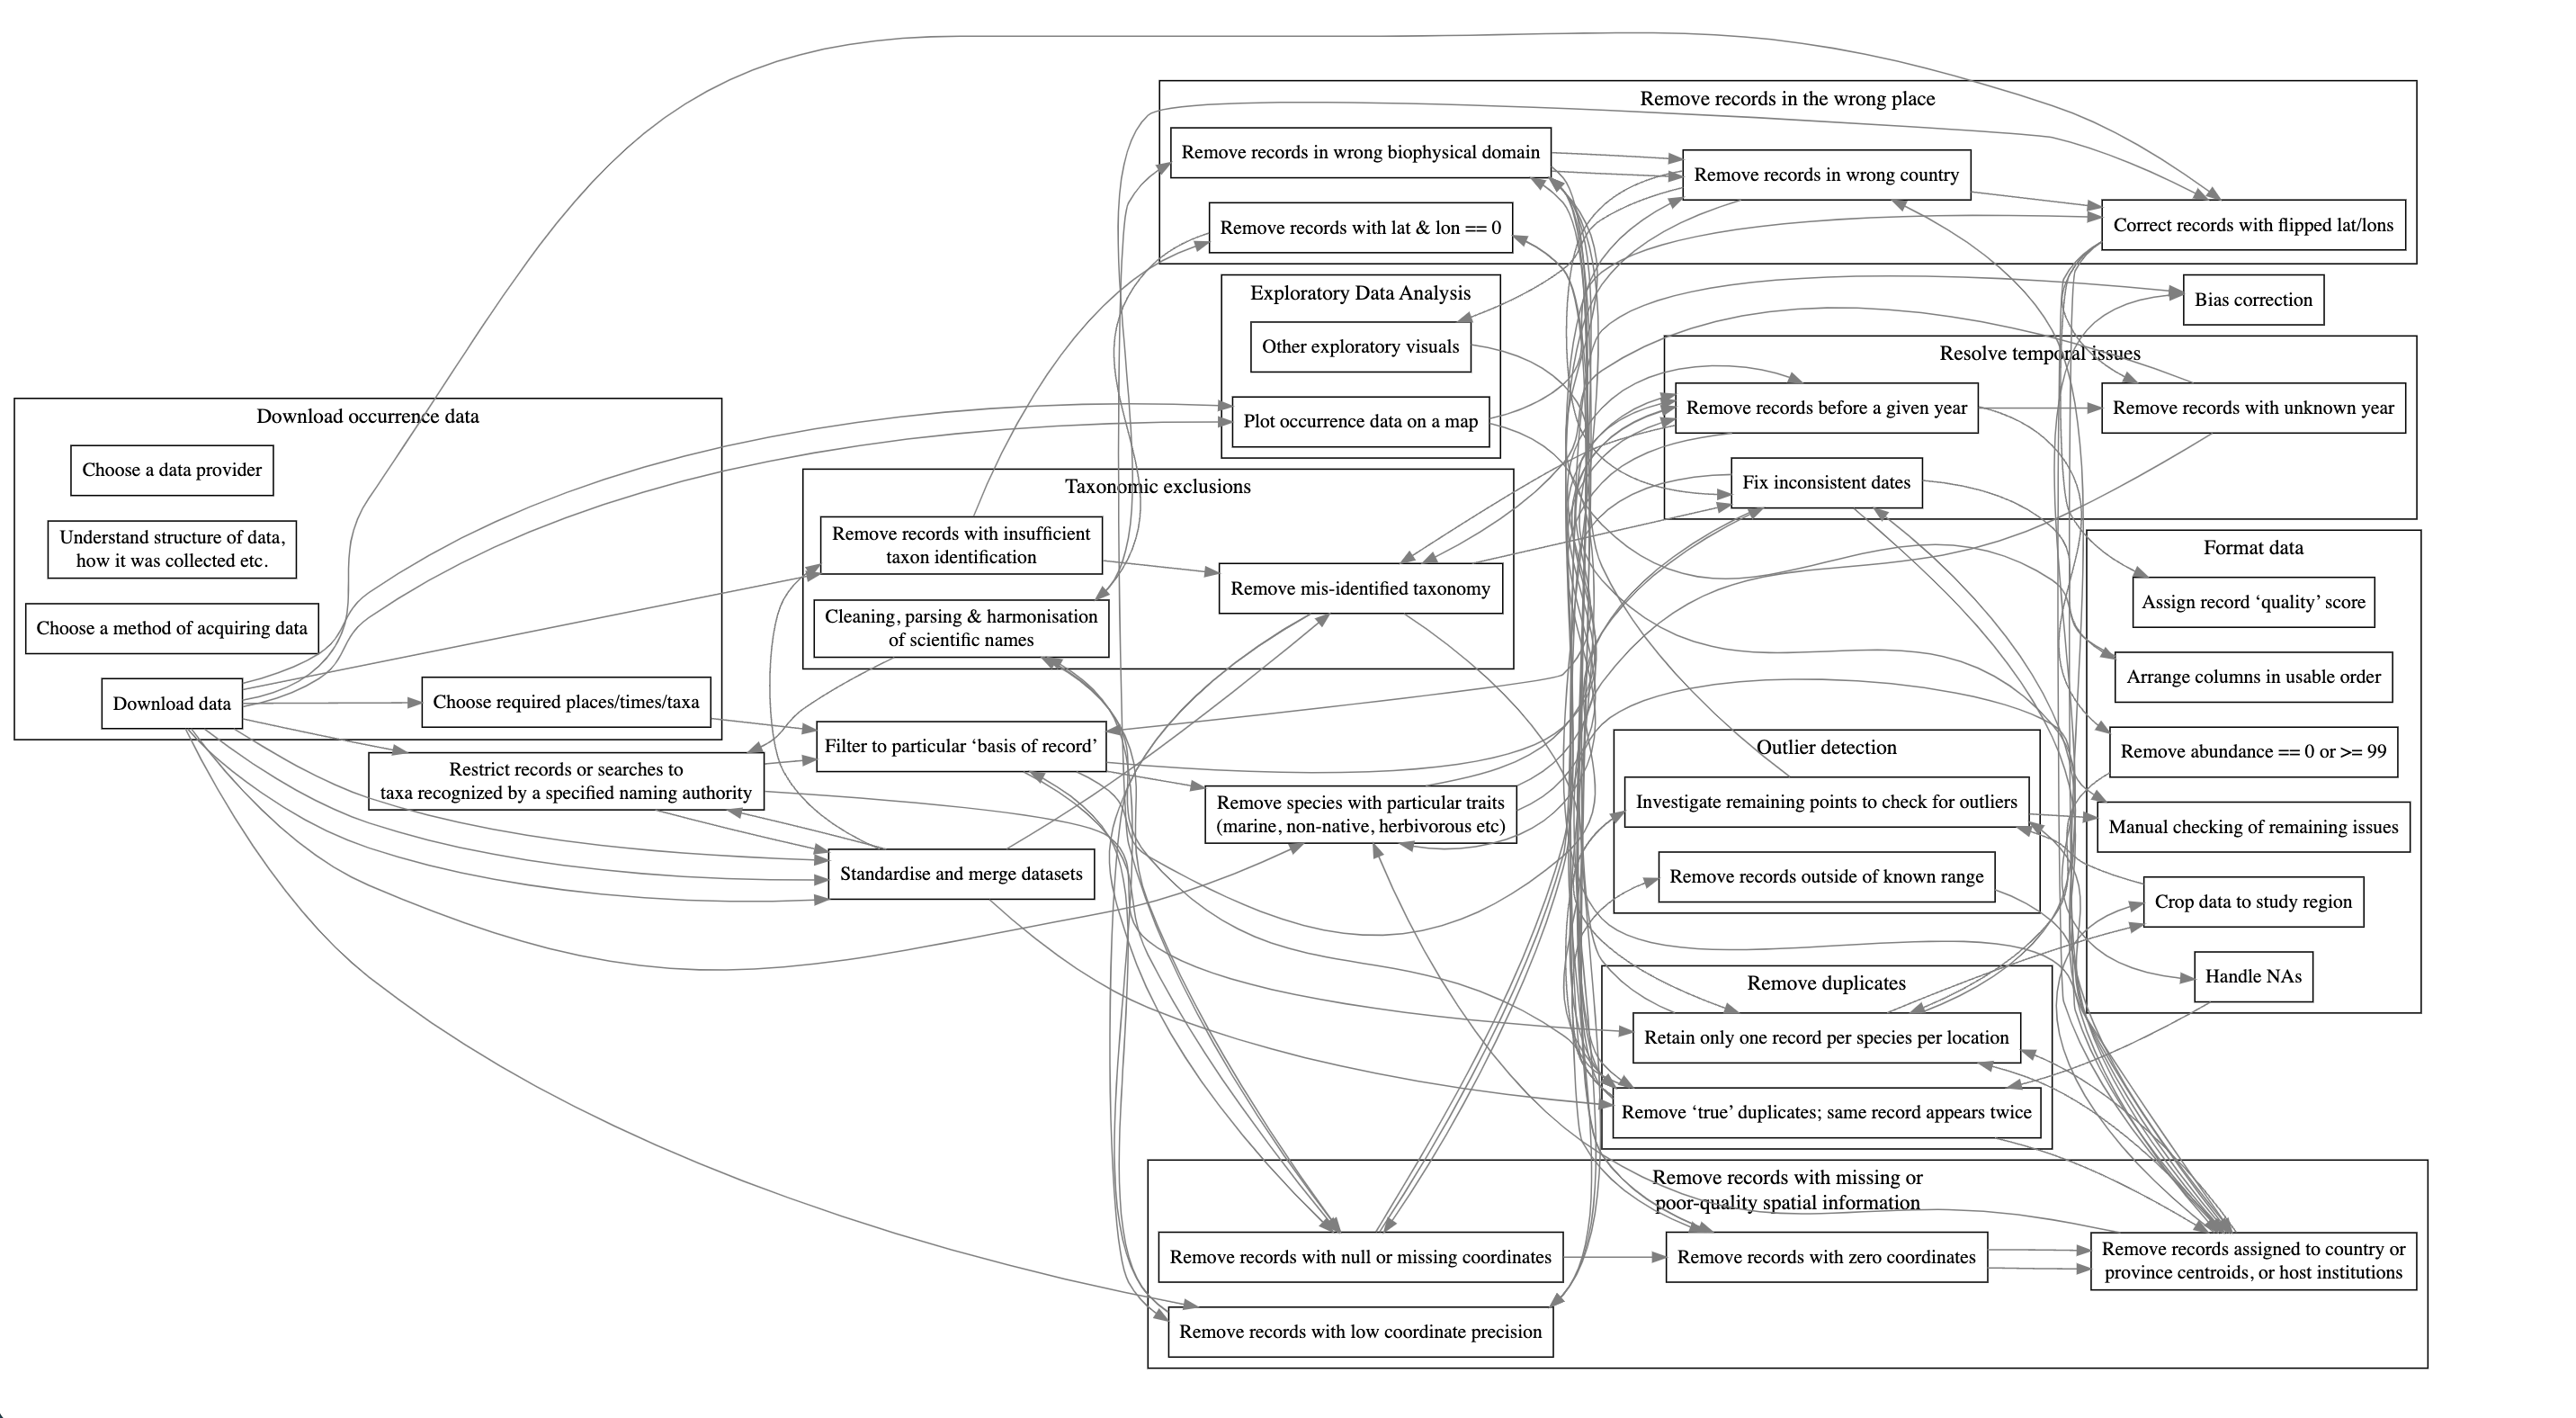 Remove records in the wrong place
Remove records in wrong biophysical domain
Remove records in wrong country
Remove records with lat & lon == 0
Correct records with flipped lat/lons
Exploratory Data Analysis
Other exploratory visuals
Plot occurrence data on a map
Bias correction
Resolve temporal issues
Remove records before a given year
Remove records with unknown year
Fix inconsistent dates
Download occurrence data
Choose a data provider
Understand structure of data,
how it was collected etc.
Choose a method of acquiring data
Download data
Choose required places/times/taxa
Taxonomic exclusions
Remove records with insufficient
taxon identification
Remove mis-identified taxonomy
Cleaning, parsing & harmonisation
of scientific names
Format data
Assign record ‘quality’ score
Arrange columns in usable order
Remove abundance == 0 or >= 99
Manual checking of remaining issues
Crop data to study region
Handle NAs
Filter to particular ‘basis of record’
Restrict records or searches to
taxa recognized by a specified naming authority
Remove species with particular traits
(marine, non-native, herbivorous etc)
Standardise and merge datasets
Outlier detection
Investigate remaining points to check for outliers
Remove records outside of known range
Remove duplicates
Retain only one record per species per location
Remove ‘true’ duplicates; same record appears twice
Remove records with missing or
poor-quality spatial information
Remove records with null or missing coordinates
Remove records with zero coordinates
Remove records assigned to country or
province centroids, or host institutions
Remove records with low coordinate precision